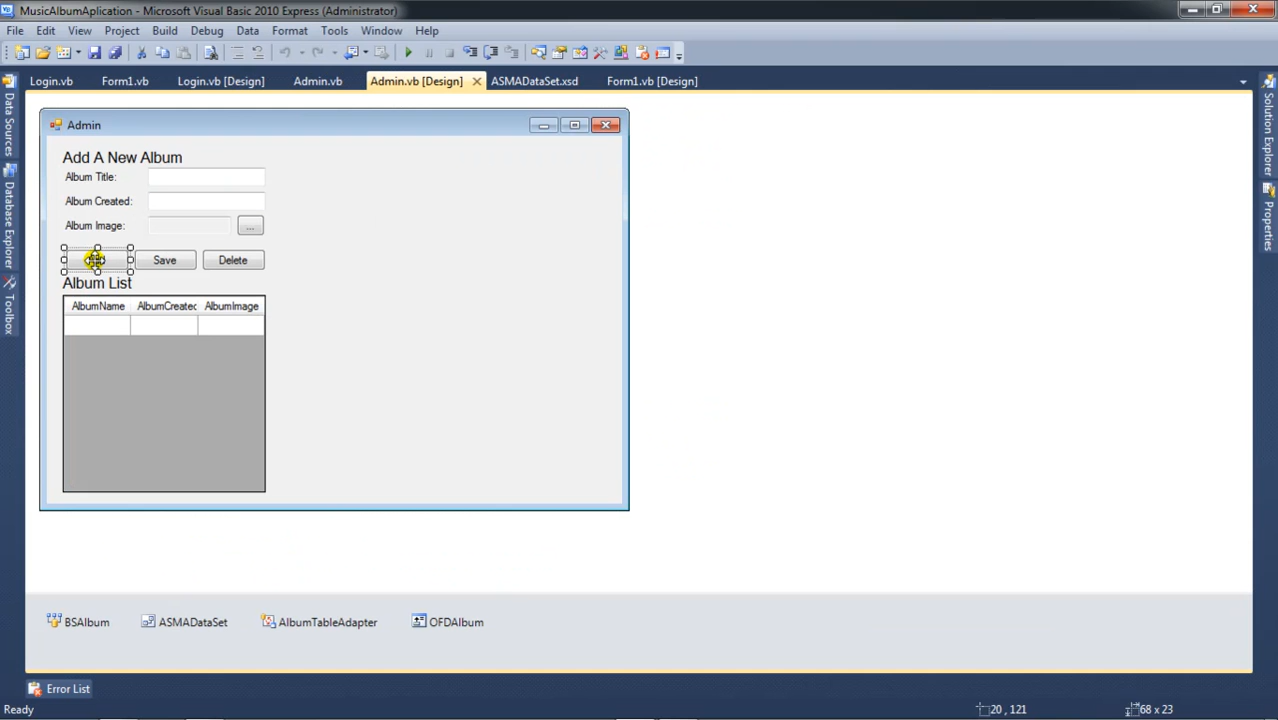 MusicAlbumAplication - Microsoft Visual Basic 2010 Express (Administrator)
File Edit View Project Build Debug Data Format Tools Window Help
Login.vb Form1.vb Login.vb [Design] Admin.vb Admin.vb [Design] ASMADataSet.xsd Form1.vb [Design]
Data Sources
Database Explorer
Toolbox
Solution Explorer
Properties
Admin
Add A New Album
Album Title:
Album Created:
Album Image: ...
Save Delete
Album List
AlbumName AlbumCreated AlbumImage
BSAlbum ASMADataSet AlbumTableAdapter OFDAlbum
Error List
Ready 20 , 121 68 x 23